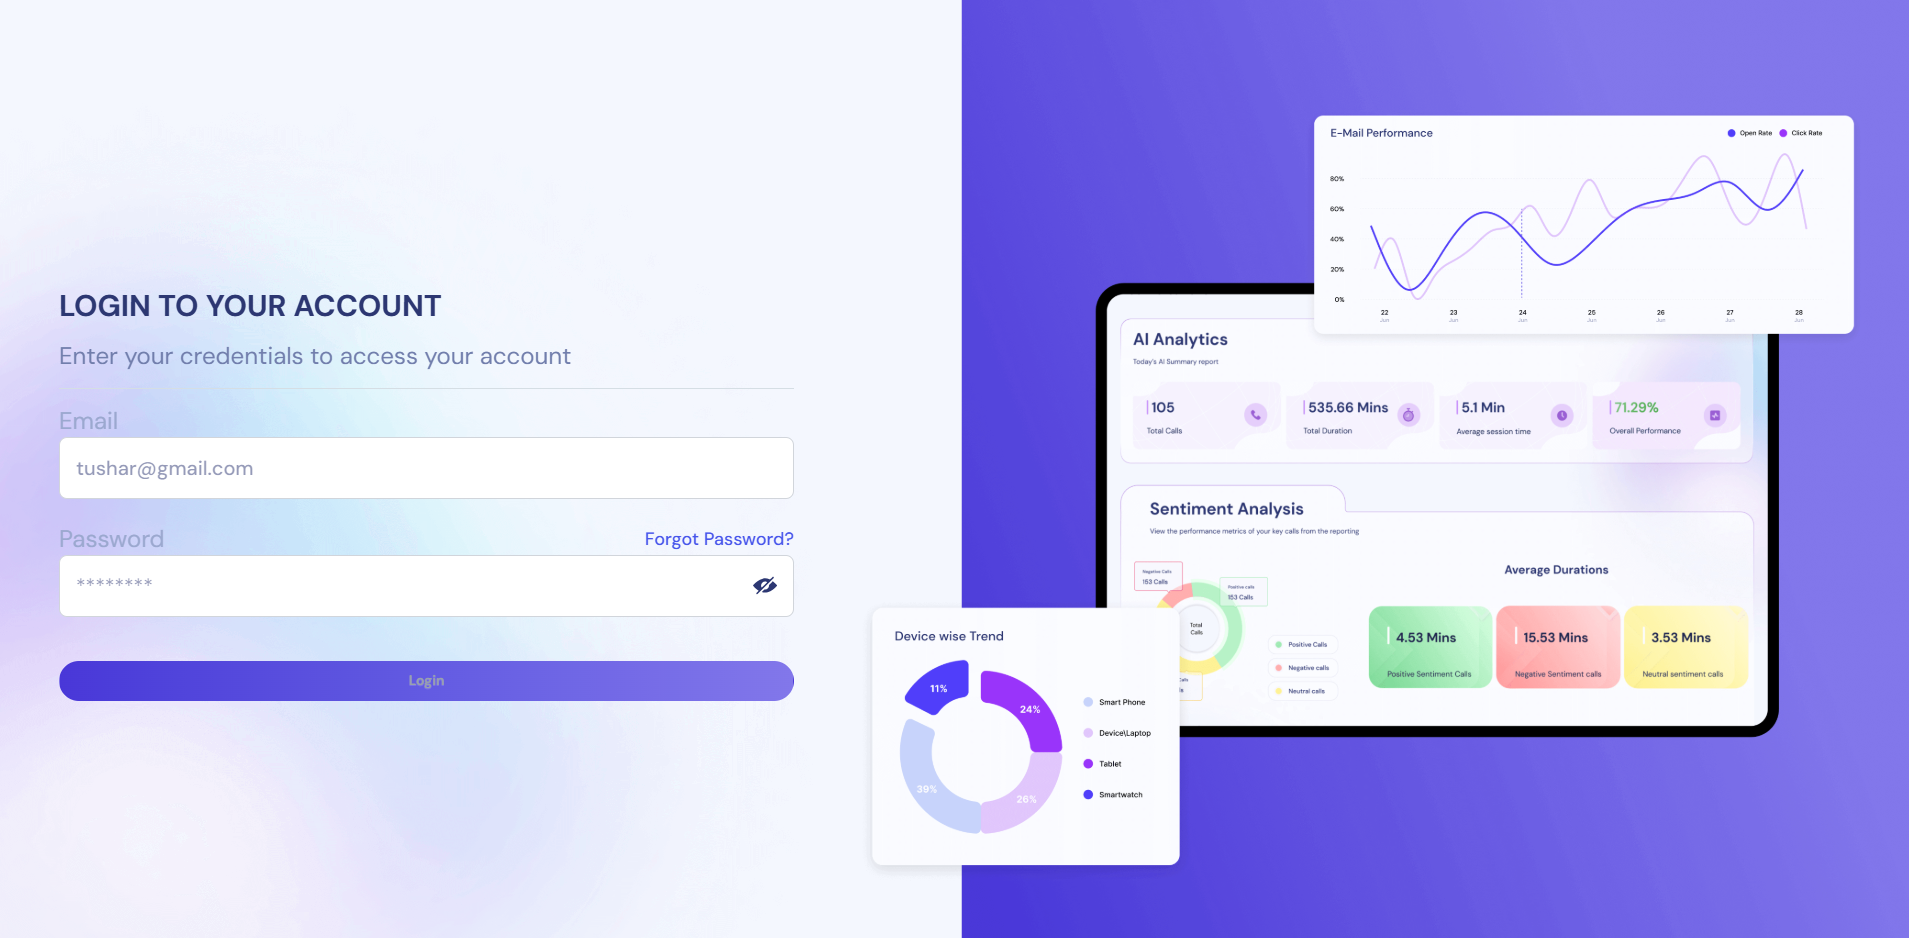 LOGIN TO YOUR ACCOUNT
Enter your credentials to access your account
Email
tushar@gmail.com
Password
Forgot Password?
********
Login
E-Mail Performance
Open Rate
Click Rate
80%
60%
40%
20%
0%
22 23 24 25 26 27 28
Jun Jun Jun Jun Jun Jun Jun
AI Analytics
Today's AI Summary report
105
Total Calls
535.66 Mins
Total Duration
5.1 Min
Average session time
71.29%
Overall Performance
Sentiment Analysis
View the performance metrics of your key calls from the reporting
Negative Calls
153 Calls
Positive calls
153 Calls
Total
Calls
Calls
Positive Calls
Negative calls
Neutral calls
Average Durations
4.53 Mins
Positive Sentiment Calls
15.53 Mins
Negative Sentiment calls
3.53 Mins
Neutral sentiment calls
Device wise Trend
11%
24%
39%
26%
Smart Phone
Device\Laptop
Tablet
Smartwatch